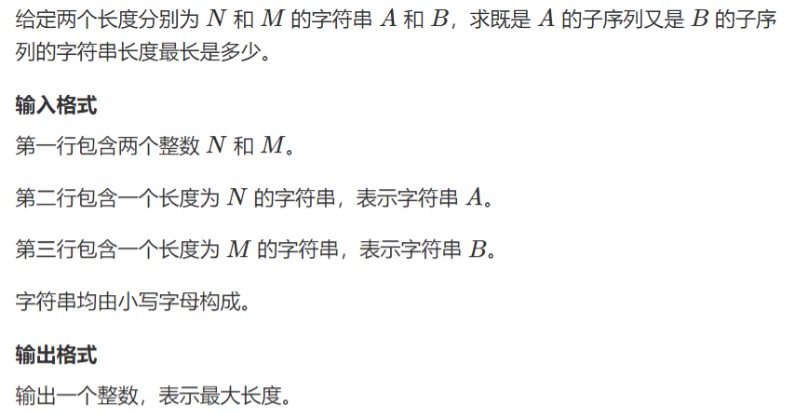 给定两个长度分别为 N 和 M 的字符串 A 和 B，求既是 A 的子序列又是 B 的子序
列的字符串长度最长是多少。
输入格式
第一行包含两个整数 N 和 M。
第二行包含一个长度为 N 的字符串，表示字符串 A。
第三行包含一个长度为 M 的字符串，表示字符串 B。
字符串均由小写字母构成。
输出格式
输出一个整数，表示最大长度。